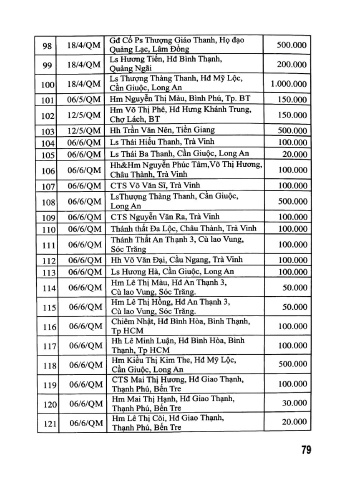 98 18/4/QM Gđ Cố Ps Thượng Giáo Thanh, Họ đạo 500.000
Quảng Lạc, Lâm Đồng
99 18/4/QM Ls Hương Tiến, Hđ Bình Thạnh, 200.000
Quảng Ngãi
100 18/4/QM Ls Thượng Thàng Thanh, Hđ Mỹ Lộc, 1.000.000
Cần Giuộc, Long An
101 06/5/QM Hm Nguyễn Thị Màu, Bình Phú, Tp. BT 150.000
102 12/5/QM Hm Võ Thị Phê, Hđ Hưng Khánh Trung, 150.000
Chợ Lách, BT
103 12/5/QM Hh Trần Văn Nên, Tiền Giang 500.000
104 06/6/QM Ls Thái Hiếu Thanh, Trà Vinh 100.000
105 06/6/QM Ls Thái Ba Thanh, Cần Giuộc, Long An 20.000
106 06/6/QM Hh&Hm Nguyễn Phúc Tâm,Võ Thị Hương, 100.000
Châu Thành, Trà Vinh
107 06/6/QM CTS Võ Văn Sĩ, Trà Vinh 100.000
108 06/6/QM LsThượng Thàng Thanh, Cần Giuộc, 500.000
Long An
109 06/6/QM CTS Nguyễn Văn Ra, Trà Vinh 100.000
110 06/6/QM Thánh thất Đa Lộc, Châu Thành, Trà Vinh 100.000
111 06/6/QM Thánh Thất An Thạnh 3, Cù lao Vung, 100.000
Sóc Trăng
112 06/6/QM Hh Võ Văn Đại, Cầu Ngang, Trà Vinh 100.000
113 06/6/QM Ls Hương Hà, Cần Giuộc, Long An 100.000
114 06/6/QM Hm Lê Thị Màu, Hđ An Thạnh 3, 50.000
Cù lao Vung, Sóc Trăng.
115 06/6/QM Hm Lê Thị Hồng, Hđ An Thạnh 3, 50.000
Cù lao Vung, Sóc Trăng.
116 06/6/QM Chiêm Nhật, Hđ Bình Hòa, Bình Thạnh, 100.000
Tp HCM
117 06/6/QM Hh Lê Minh Luận, Hđ Bình Hòa, Bình 100.000
Thạnh, Tp HCM
118 06/6/QM Hm Kiều Thị Kim The, Hđ Mỹ Lộc, 500.000
Cần Giuộc, Long An
119 06/6/QM CTS Mai Thị Hương, Hđ Giao Thạnh, 100.000
Thạnh Phú, Bến Tre
120 06/6/QM Hm Mai Thị Hạnh, Hđ Giao Thạnh, 30.000
Thạnh Phú, Bến Tre
121 06/6/QM Hm Lê Thị Còi, Hđ Giao Thạnh, 20.000
Thạnh Phú, Bến Tre
79